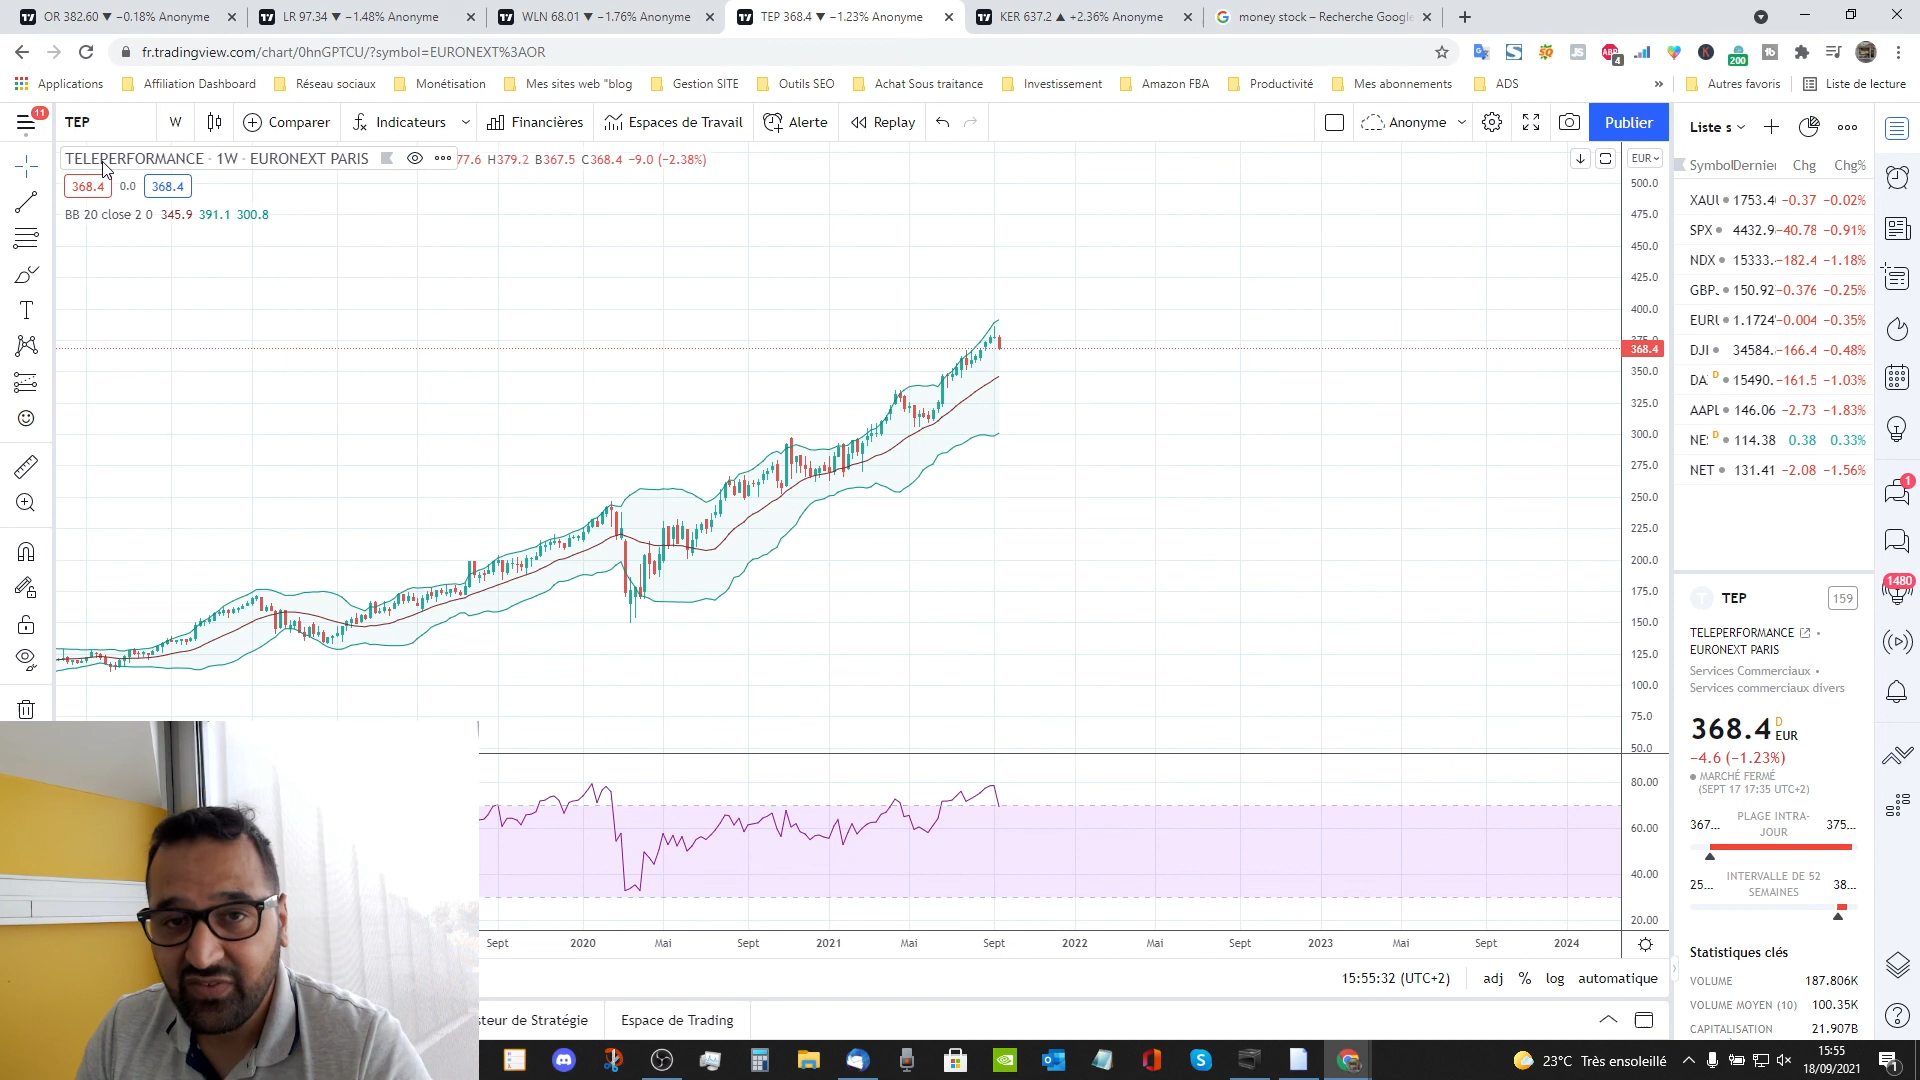 OR 382.60 ▼ −0.18% Anonyme
LR 97.34 ▼ −1.48% Anonyme
WLN 68.01 ▼ −1.76% Anonyme
TEP 368.4 ▼ −1.23% Anonyme
KER 637.2 ▲ +2.36% Anonyme
money stock – Recherche Google
fr.tradingview.com/chart/0hnGPTCU/?symbol=EURONEXT%3AOR
4
200
Applications
Affiliation Dashboard
Réseau sociaux
Monétisation
Mes sites web "blog
Gestion SITE
Outils SEO
Achat Sous traitance
Investissement
Amazon FBA
Productivité
Mes abonnements
ADS
»
Autres favoris
Liste de lecture
11
TEP
W
Comparer
Indicateurs
Financières
Espaces de Travail
Alerte
Replay
Anonyme
Publier
TELEPERFORMANCE · 1W · EURONEXT PARIS
77.6 H379.2 B367.5 C368.4 −9.0 (−2.38%)
368.4
0.0
368.4
BB 20 close 2 0 345.9 391.1 300.8
EUR
500.0
475.0
450.0
425.0
400.0
368.4
350.0
325.0
300.0
275.0
250.0
225.0
200.0
175.0
150.0
125.0
100.0
75.0
50.0
80.00
60.00
40.00
20.00
Sept
2020
Mai
Sept
2021
Mai
Sept
2022
Mai
Sept
2023
Mai
Sept
2024
15:55:32 (UTC+2)
adj
%
log
automatique
steur de Stratégie
Espace de Trading
Liste s
Symbol Dernier Chg Chg%
XAUU 1753.4 −0.37 −0.02%
SPX 4432.9 −40.78 −0.91%
NDX 15333. −182.4 −1.18%
GBP 150.92 −0.376 −0.25%
EURU 1.1724 −0.004 −0.35%
DJI 34584. −166.4 −0.48%
DA D 15490. −161.5 −1.03%
AAPL 146.06 −2.73 −1.83%
NE D 114.38 0.38 0.33%
NET 131.41 −2.08 −1.56%
1
1480
T TEP
159
TELEPERFORMANCE
EURONEXT PARIS
Services Commerciaux •
Services commerciaux divers
368.4 D EUR
−4.6 (−1.23%)
MARCHÉ FERMÉ
(SEPT 17 17:35 UTC+2)
367... PLAGE INTRA-JOUR 375...
25... INTERVALLE DE 52 SEMAINES 38...
Statistiques clés
VOLUME 187.806K
VOLUME MOYEN (10) 100.35K
CAPITALISATION 21.907B
23°C Très ensoleillé
15:55
18/09/2021
1